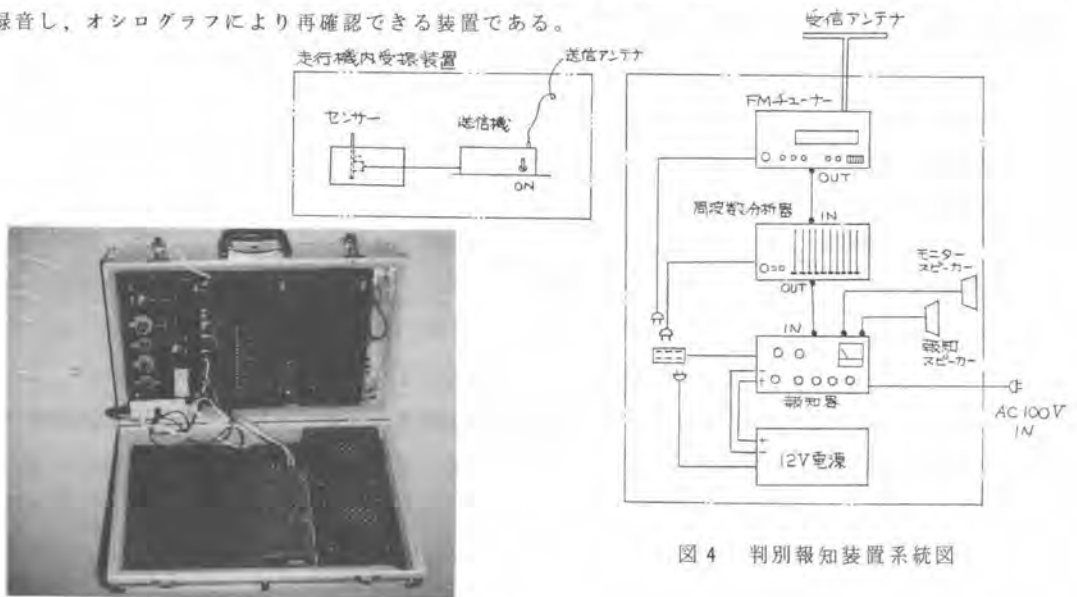 録音し，オシログラフにより再確認できる装置である。
走行機内受振装置
送信アンテナ
センサー
送信機
ON
受信アンテナ
FMチューナー
OUT
周波数分析器
IN
OUT
モニター
スピーカー
IN
報知
スピーカー
報知器
AC 100V
IN
12V電源
図4 判別報知装置系統図